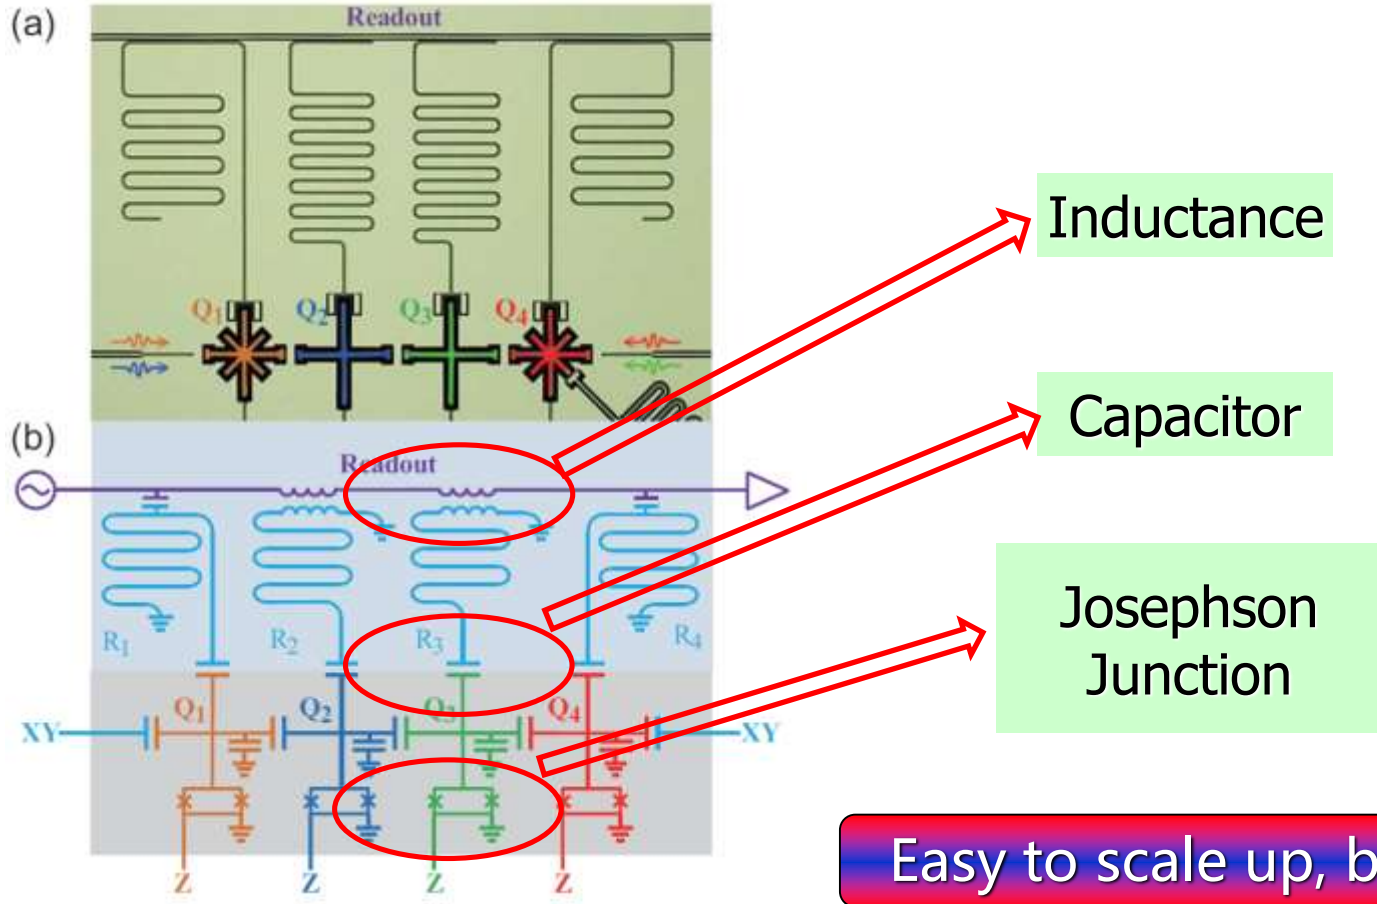 (a)
Readout
Q1
Q2
Q3
Q4
(b)
Readout
R1
R2
R3
R4
Q1
Q2
Q3
Q4
XY
XY
Z
Z
Z
Z
Inductance
Capacitor
Josephson
Junction
Easy to scale up, b